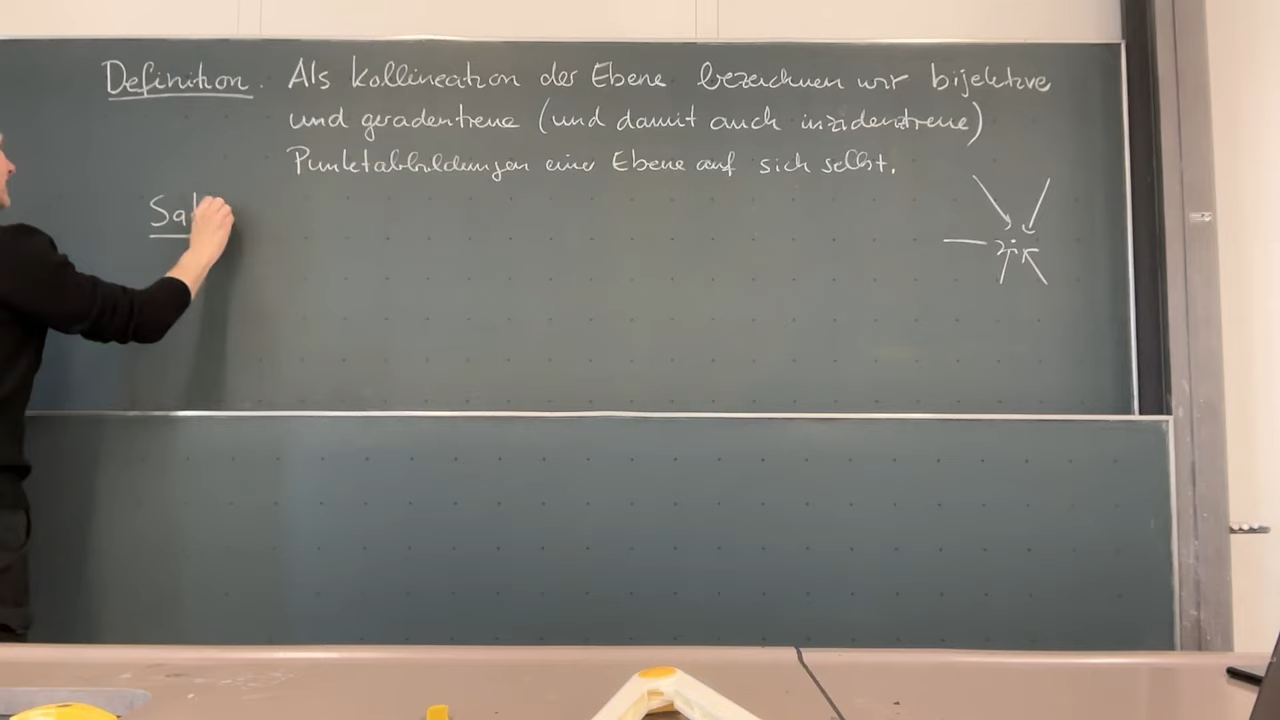 Definition. Als Kollineation der Ebene bezeichnen wir bijektive
und geradentreue (und damit auch inzidenztreue)
Punktabbildungen einer Ebene auf sich selbst.
Sat